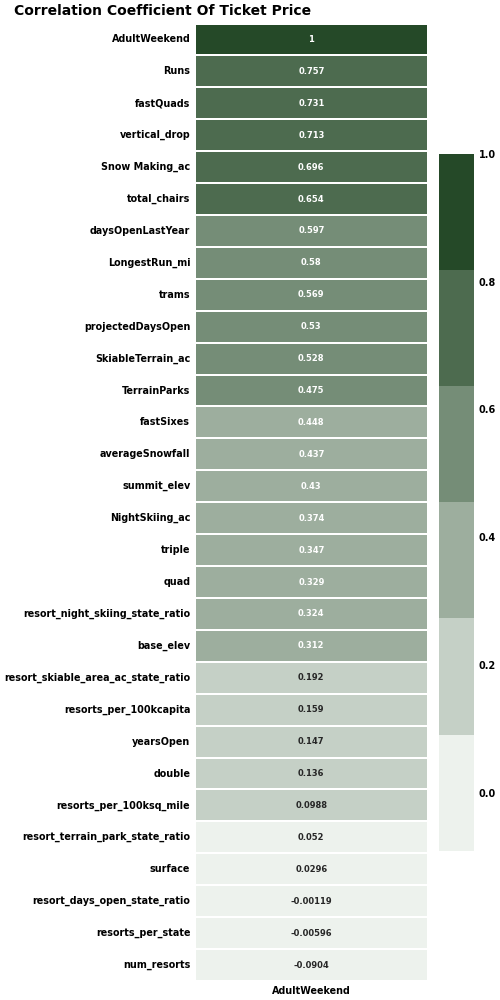 Correlation Coefficient Of Ticket Price
AdultWeekend 1
Runs 0.757
fastQuads 0.731
vertical_drop 0.713
Snow Making_ac 0.696
total_chairs 0.654
daysOpenLastYear 0.597
LongestRun_mi 0.58
trams 0.569
projectedDaysOpen 0.53
SkiableTerrain_ac 0.528
TerrainParks 0.475
fastSixes 0.448
averageSnowfall 0.437
summit_elev 0.43
NightSkiing_ac 0.374
triple 0.347
quad 0.329
resort_night_skiing_state_ratio 0.324
base_elev 0.312
resort_skiable_area_ac_state_ratio 0.192
resorts_per_100kcapita 0.159
yearsOpen 0.147
double 0.136
resorts_per_100ksq_mile 0.0988
resort_terrain_park_state_ratio 0.052
surface 0.0296
resort_days_open_state_ratio -0.00119
resorts_per_state -0.00596
num_resorts -0.0904
AdultWeekend
1.0
0.8
0.6
0.4
0.2
0.0